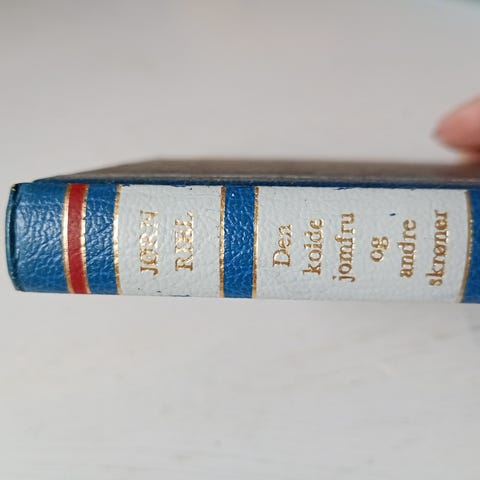 JØRN
RIEL
Den
kolde
jomfru
og
andre
skrøner